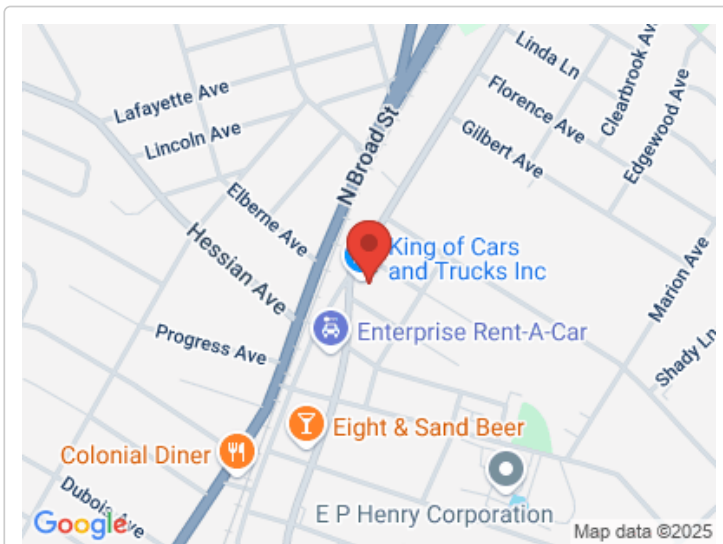 Linda Ln
Clearbrook Av
Lafayette Ave
Florence Ave
Edgewood Ave
Lincoln Ave
N Broad St
Gilbert Ave
Elberne Ave
King of Cars
and Trucks Inc
Hessian Ave
Marion Ave
Progress Ave
Enterprise Rent-A-Car
Shady Ln
Eight & Sand Beer
Colonial Diner
Dubois Ave
E P Henry Corporation
Google
Map data ©2025